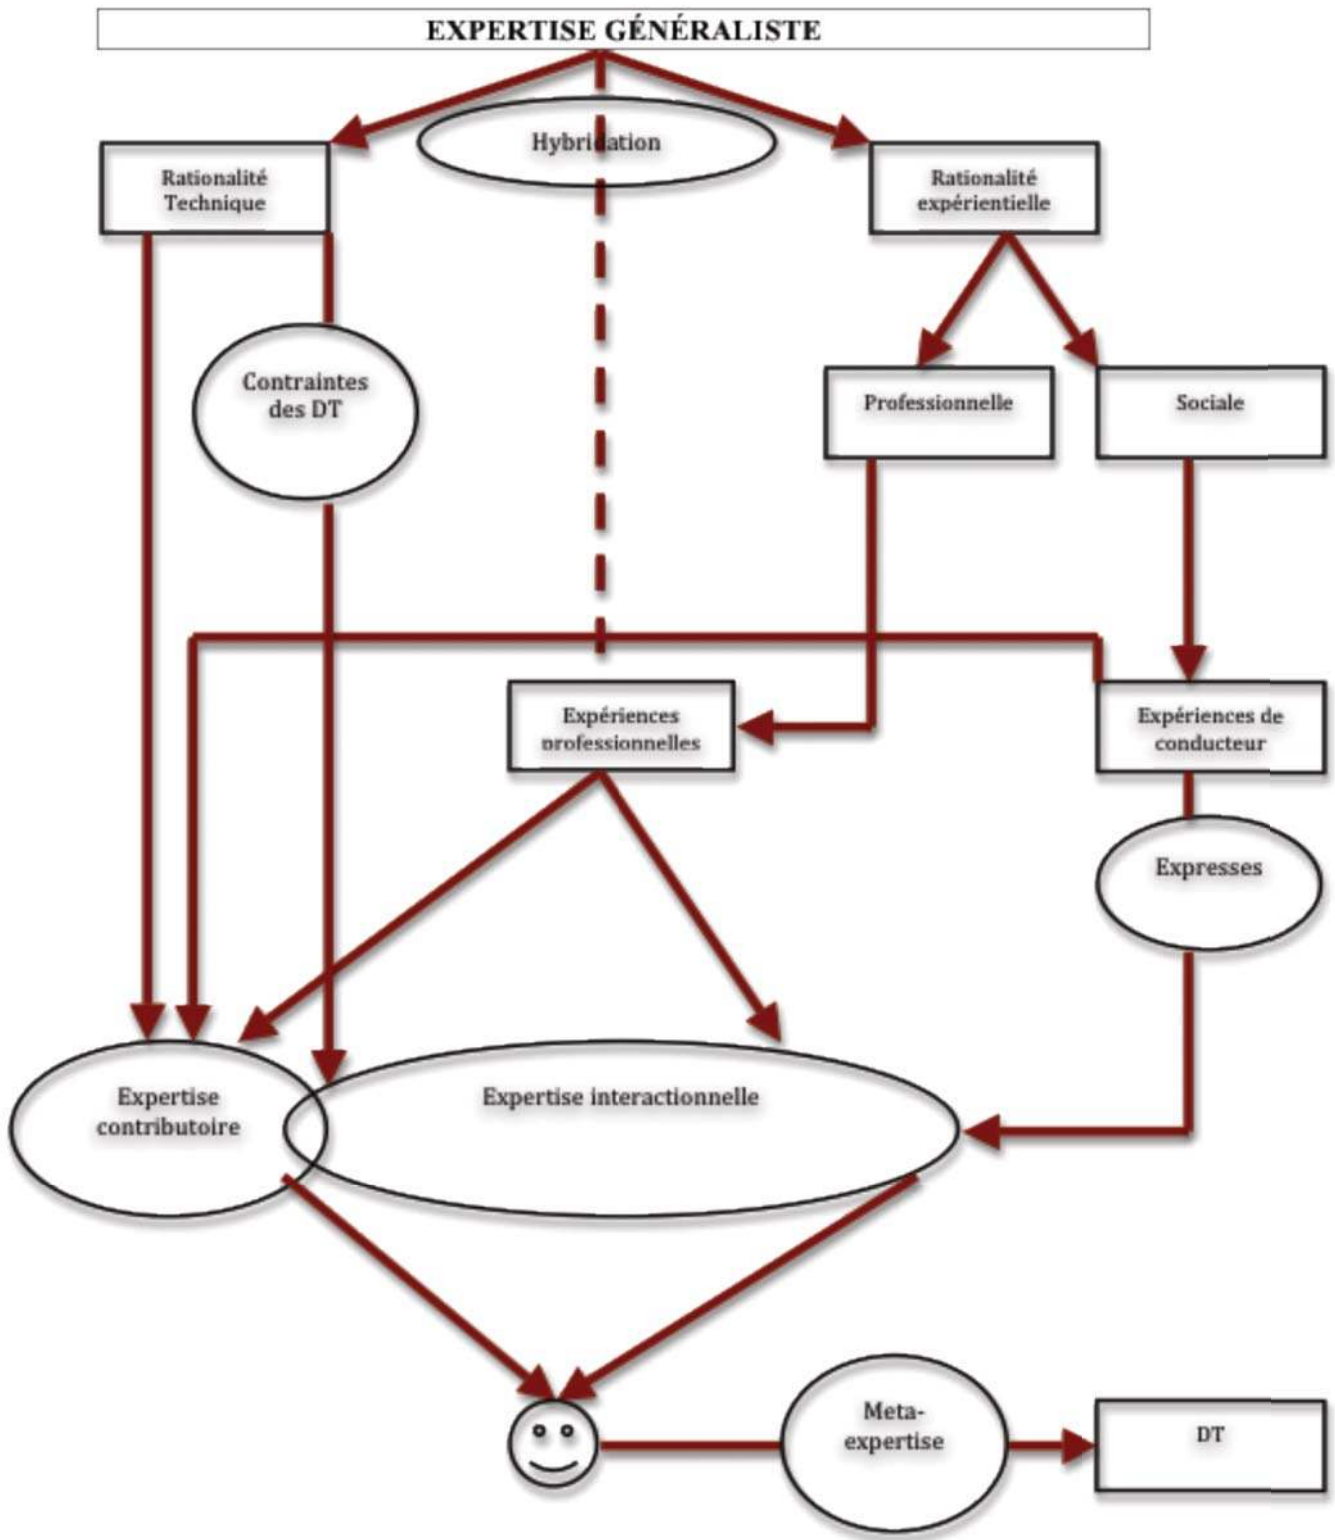 EXPERTISE GÉNÉRALISTE
Hybridation
Rationalité
Technique
Rationalité
expérientielle
Contraintes
des DT
Professionnelle
Sociale
Expériences
professionnelles
Expériences de
conducteur
Expresses
Expertise
contributoire
Expertise interactionnelle
Meta-
expertise
DT